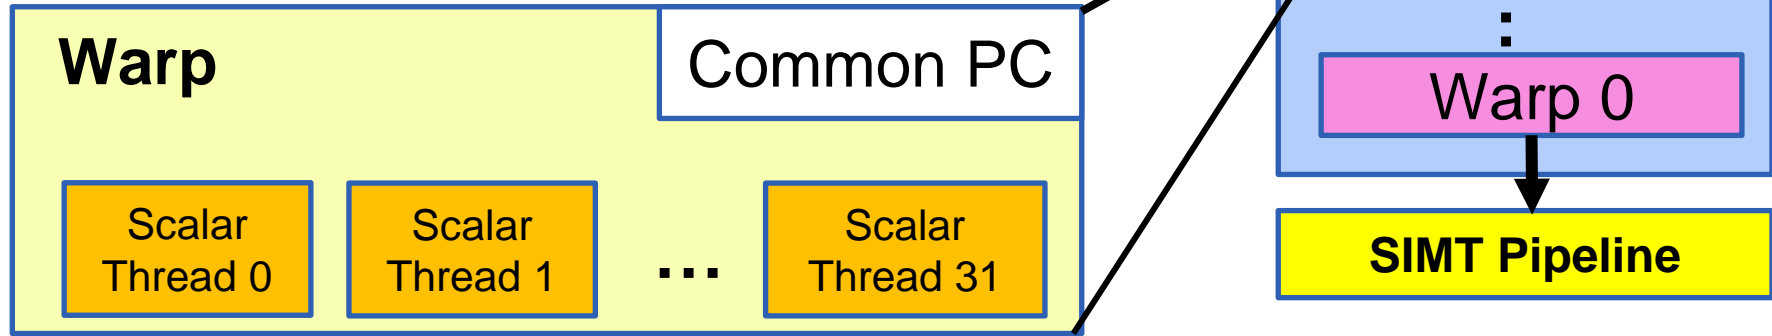 Warp
Common PC
Scalar
Thread 0
Scalar
Thread 1
...
Scalar
Thread 31
:
Warp 0
SIMT Pipeline